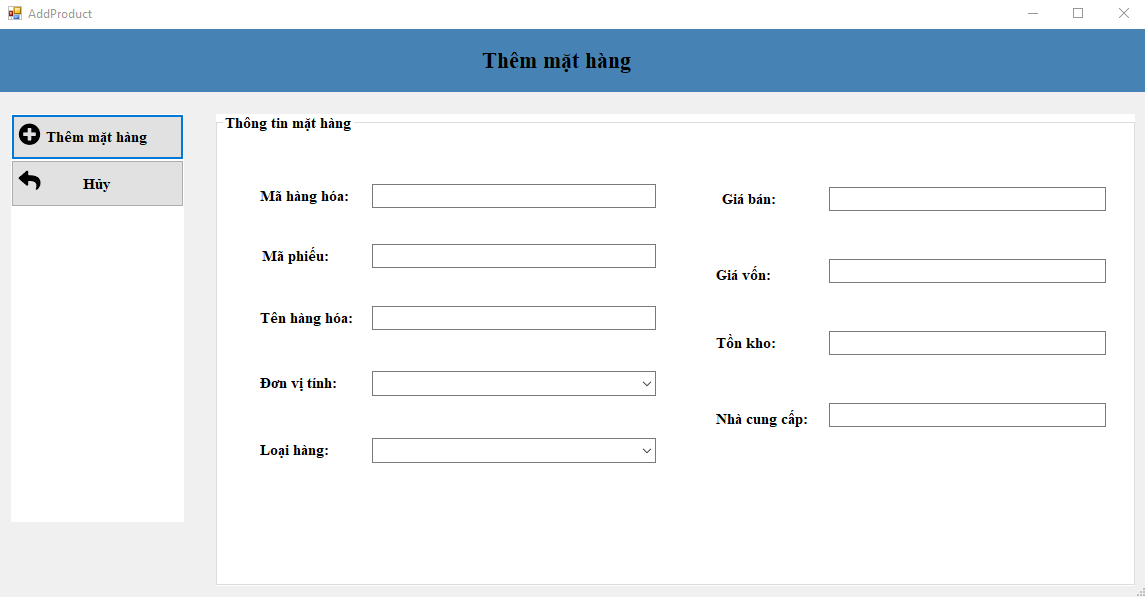 AddProduct
Thêm mặt hàng
Thêm mặt hàng
Hủy
Thông tin mặt hàng
Mã hàng hóa:
Mã phiếu:
Tên hàng hóa:
Đơn vị tính:
Loại hàng:
Giá bán:
Giá vốn:
Tồn kho:
Nhà cung cấp: